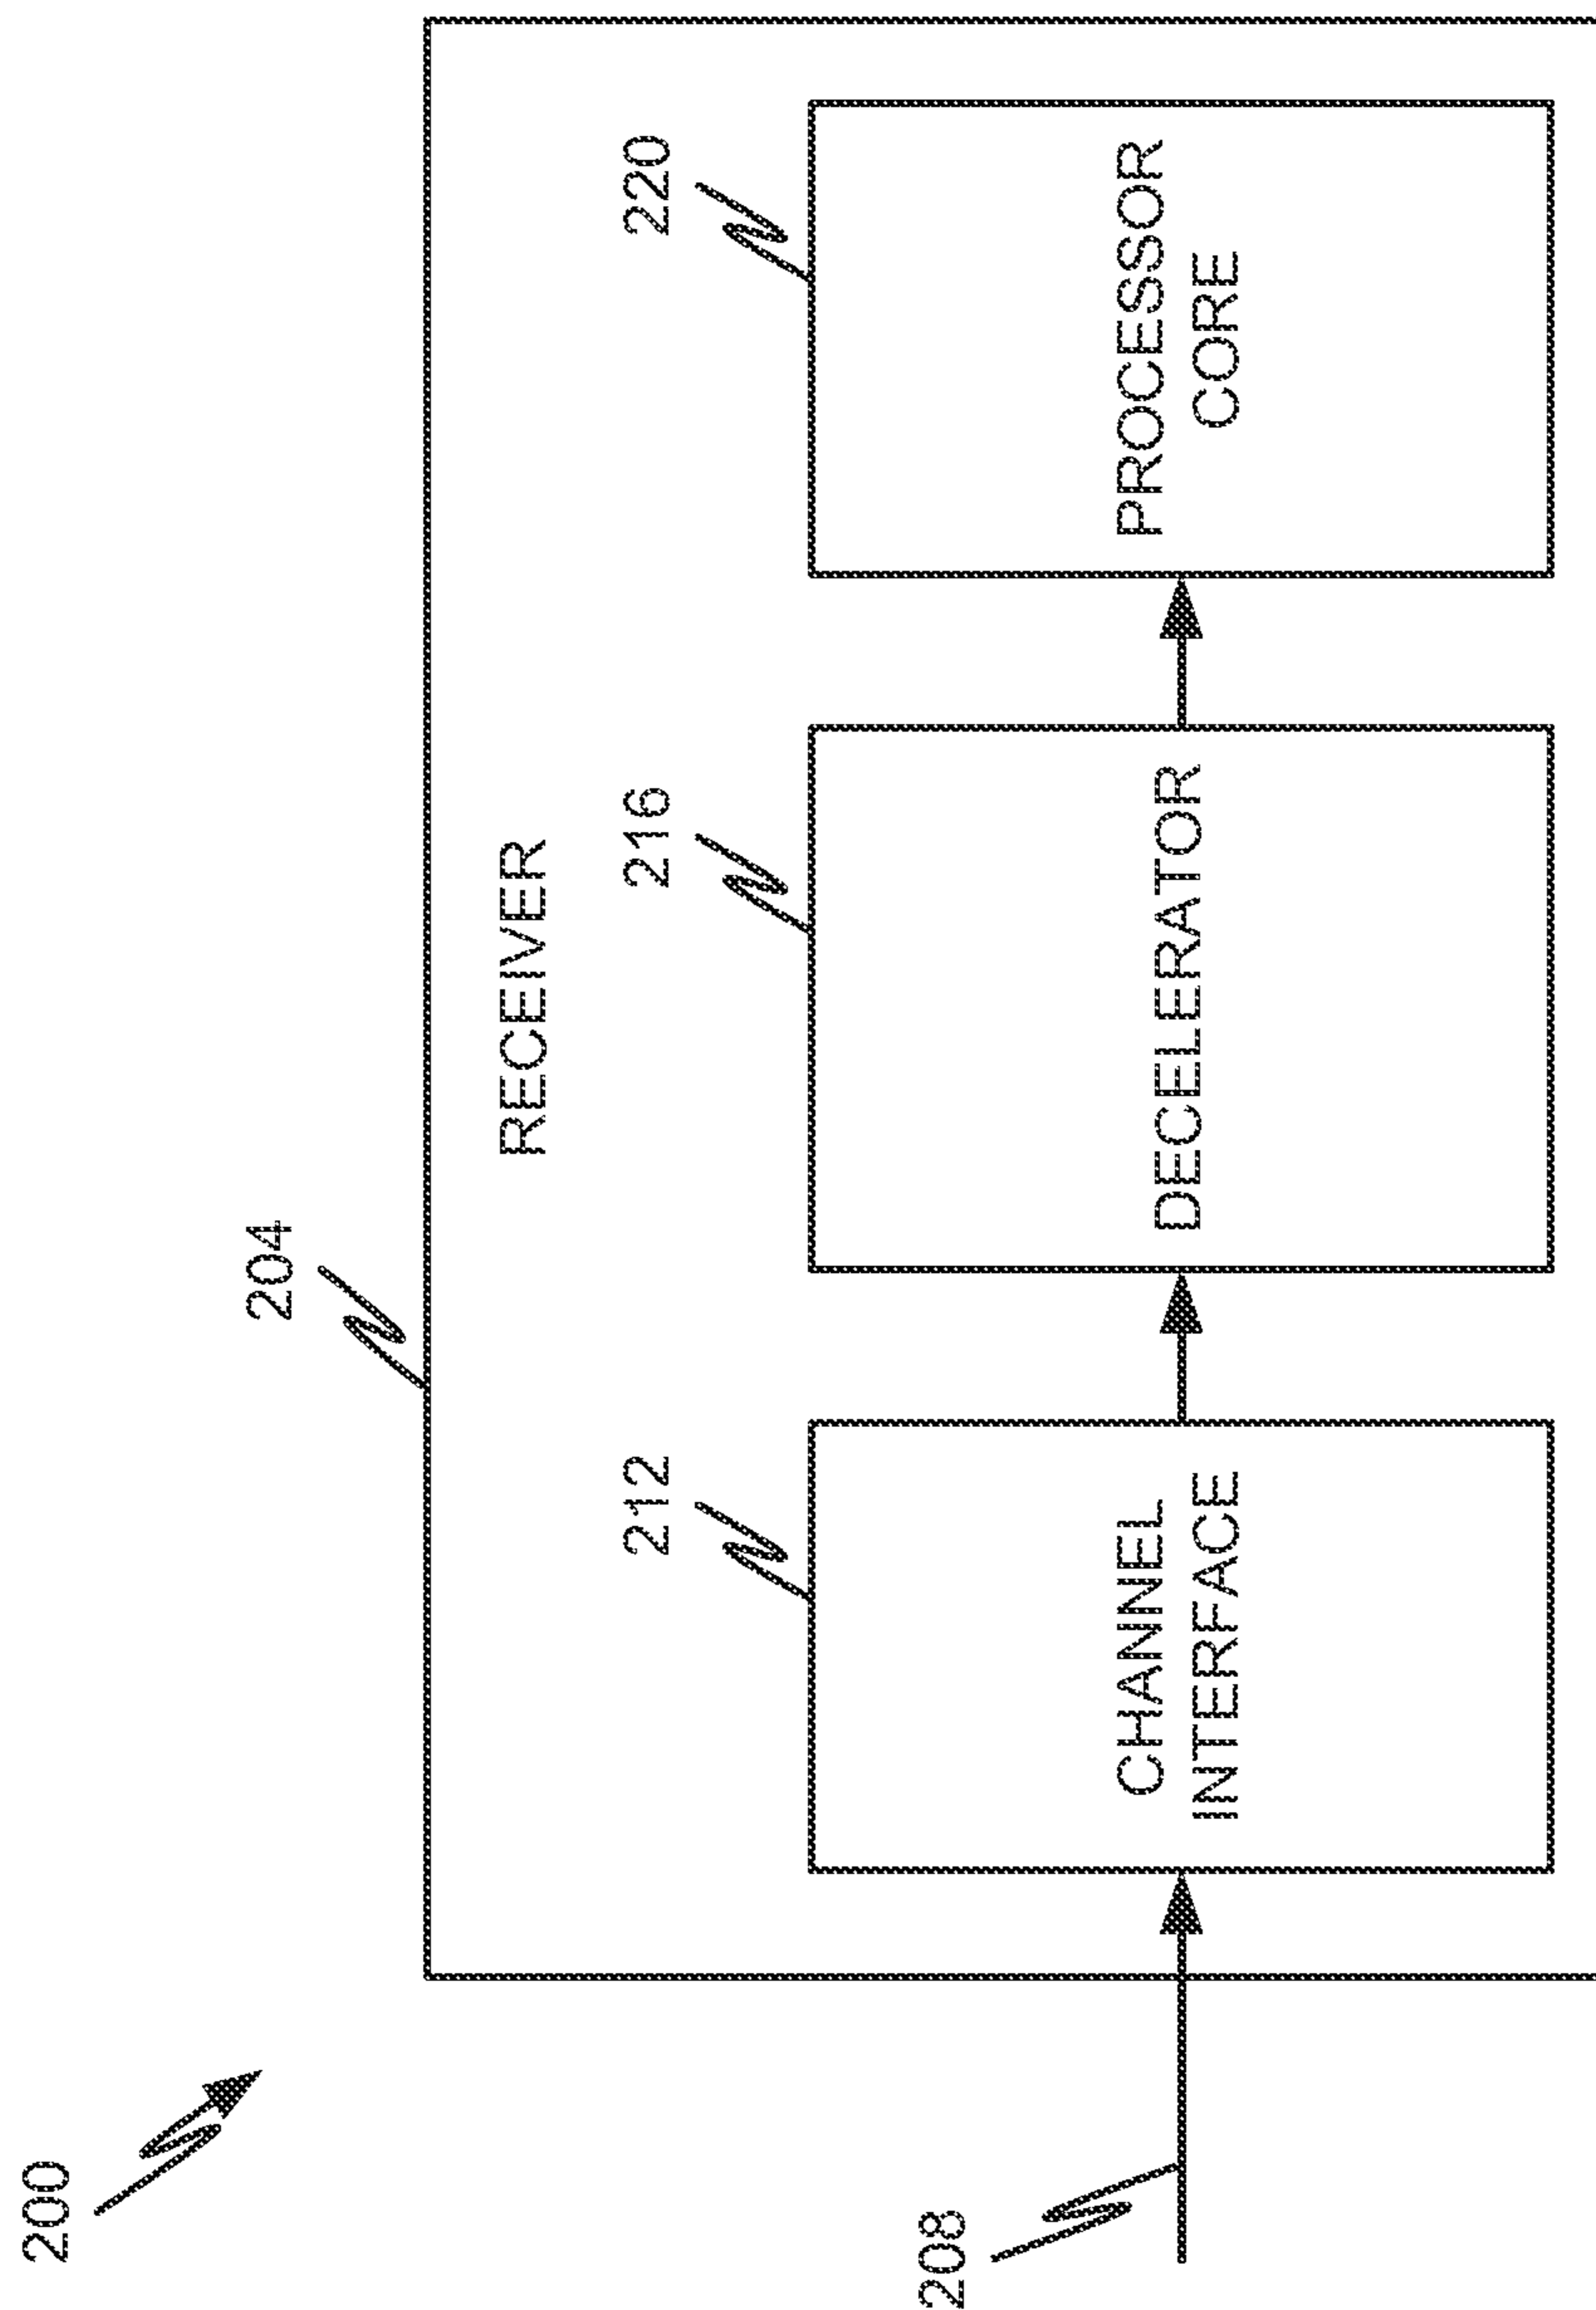 200
204
RECEIVER
208
212
216
220
CHANNEL
INTERFACE
DECELERATOR
PROCESSOR
CORE